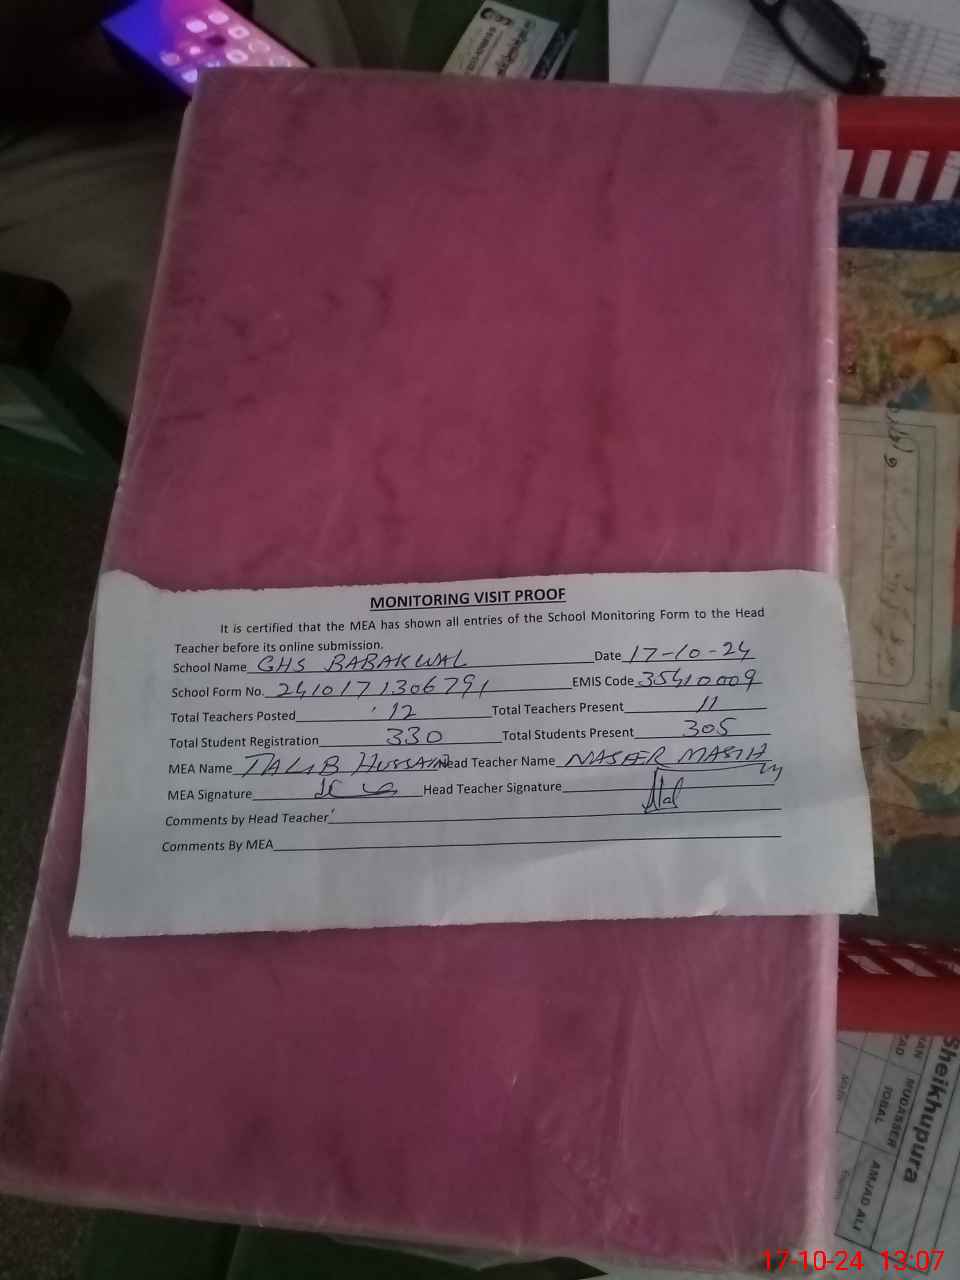 MONITORING VISIT PROOF
It is certified that the MEA has shown all entries of the School Monitoring Form to the Head
Teacher before its online submission.
School Name GHS BABAKWAL Date 17-10-24
School Form No. 2410171306791 EMIS Code 35410009
Total Teachers Posted 12 Total Teachers Present 11
Total Student Registration 330 Total Students Present 305
MEA Name TALIB HUSSAIN Head Teacher Name NASEER MASIH
MEA Signature Head Teacher Signature
Comments by Head Teacher
Comments By MEA
Sheikhupura
MUDASSER
IQBAL
AMJAD ALI
17-10-24 13:07